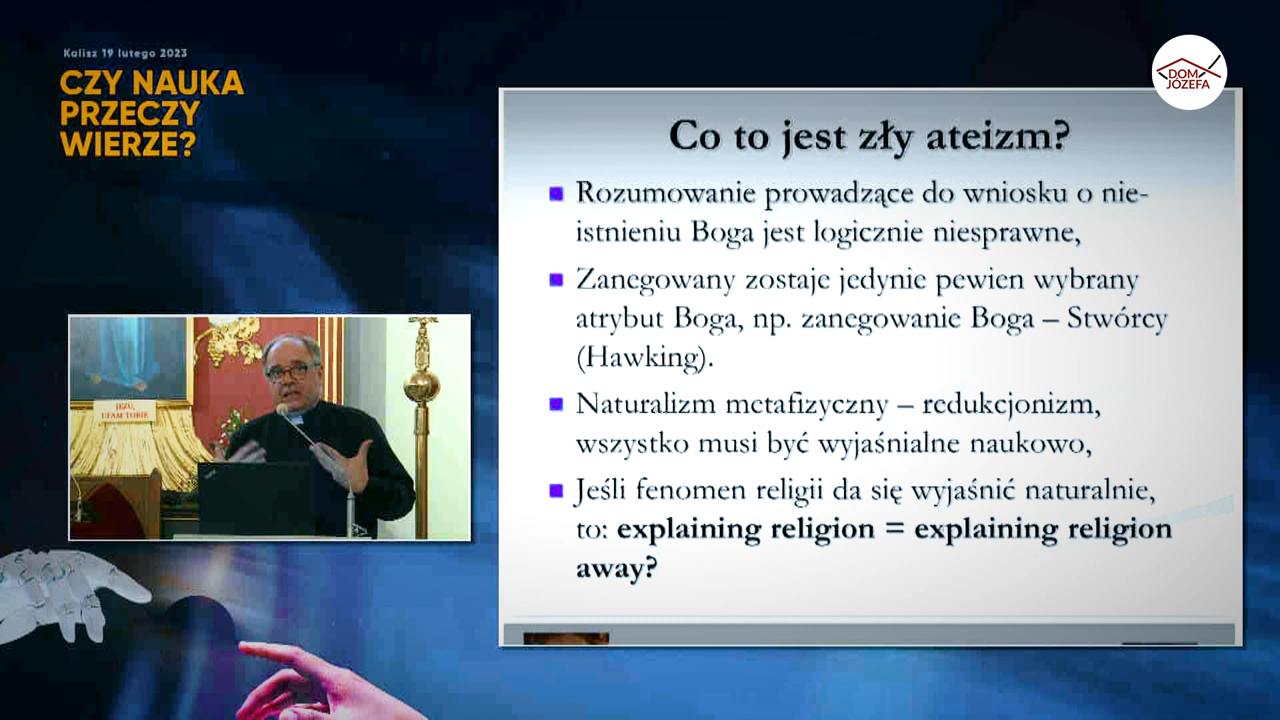 Kalisz 19 lutego 2023
CZY NAUKA
PRZECZY
WIERZE?
DOM
JÓZEFA
Co to jest zły ateizm?
Rozumowanie prowadzące do wniosku o nie-
istnieniu Boga jest logicznie niesprawne,
Zanegowany zostaje jedynie pewien wybrany
atrybut Boga, np. zanegowanie Boga – Stwórcy
(Hawking).
Naturalizm metafizyczny – redukcjonizm,
wszystko musi być wyjaśnialne naukowo,
Jeśli fenomen religii da się wyjaśnić naturalnie,
to: explaining religion = explaining religion
away?
JEZU,
UFAM TOBIE